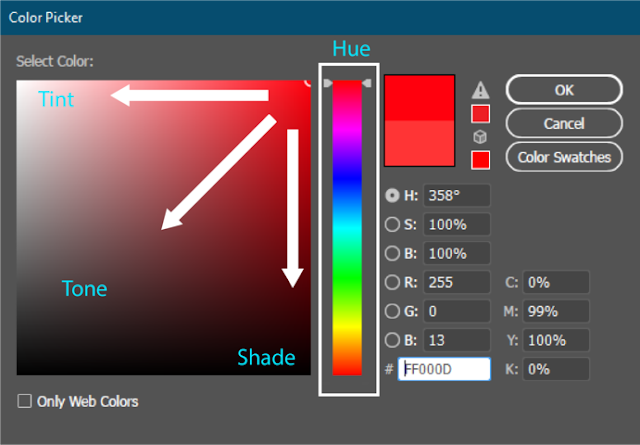 Color Picker
Hue
Select Color:
Tint
Tone
Shade
Only Web Colors
OK
Cancel
Color Swatches
H: 358°
S: 100%
B: 100%
R: 255 C: 0%
G: 0 M: 99%
B: 13 Y: 100%
# FF000D K: 0%